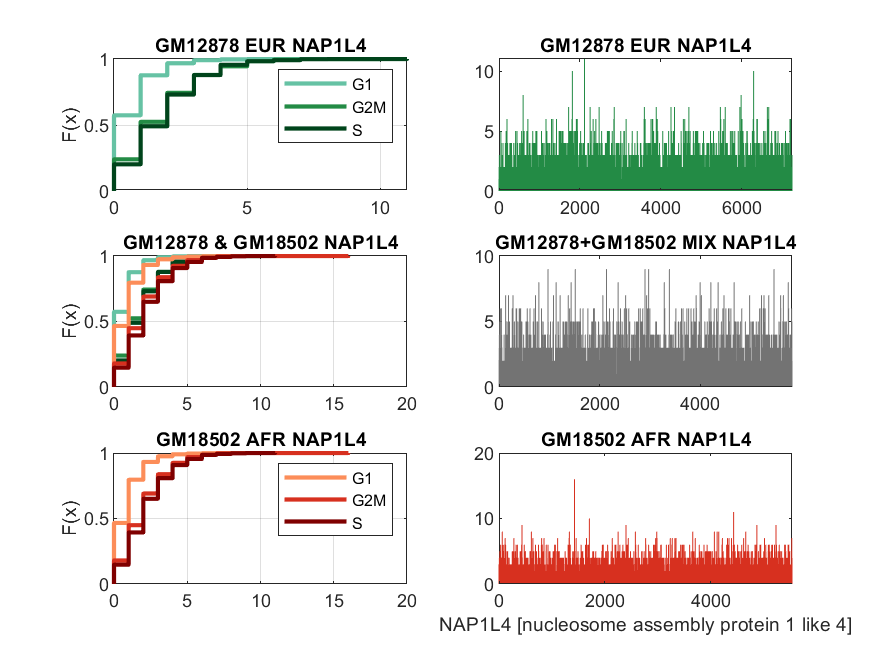 GM12878 EUR NAP1L4
F(x)
1
0.5
0
0 5 10
G1
G2M
S
GM12878 EUR NAP1L4
10
5
0
0 2000 4000 6000
GM12878 & GM18502 NAP1L4
F(x)
1
0.5
0
0 5 10 15 20
GM12878+GM18502 MIX NAP1L4
10
5
0
0 2000 4000
GM18502 AFR NAP1L4
F(x)
1
0.5
0
0 5 10 15 20
G1
G2M
S
GM18502 AFR NAP1L4
20
10
0
0 2000 4000
NAP1L4 [nucleosome assembly protein 1 like 4]